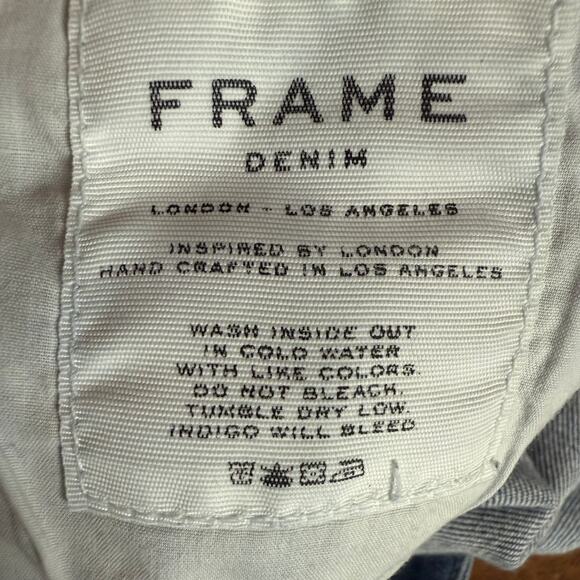 FRAME
DENIM
LONDON - LOS ANGELES
INSPIRED BY LONDON
HAND CRAFTED IN LOS ANGELES
WASH INSIDE OUT
IN COLD WATER
WITH LIKE COLORS.
DO NOT BLEACH.
TUMBLE DRY LOW.
INDIGO WILL BLEED